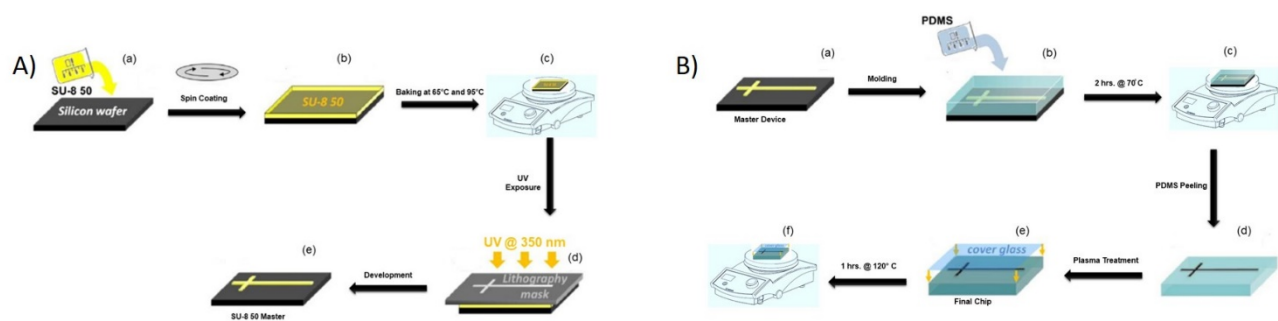 A)
(a)
SU-8 50
Silicon wafer
Spin Coating
(b)
SU-8 50
Baking at 65°C and 95°C
(c)
UV
Exposure
UV @ 350 nm
(d)
Lithography
mask
Development
(e)
SU-8 50 Master
B)
(a)
Master Device
Molding
PDMS
(b)
2 hrs. @ 70°C
(c)
PDMS Peeling
(d)
Plasma Treatment
(e)
cover glass
Final Chip
1 hrs. @ 120° C
(f)